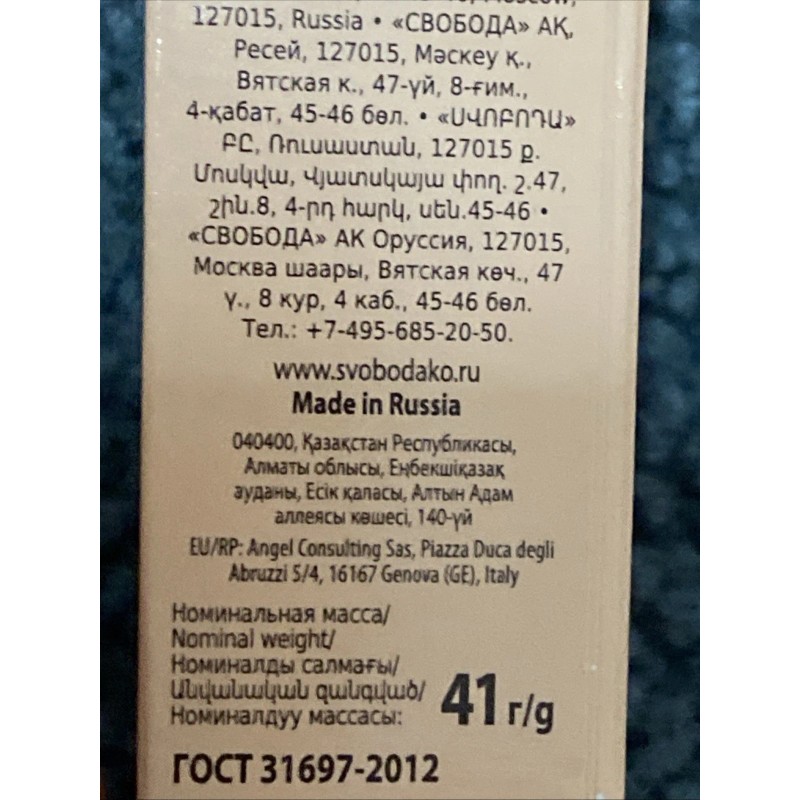 127015, Russia • «СВОБОДА» АҚ,
Ресей, 127015, Мәскеу қ.,
Вятская к., 47-үй, 8-ғим.,
4-қабат, 45-46 бөл. • «ՍՎՈԲՈԴԱ»
ԲԸ, Ռուսաստան, 127015 ք.
Մոսկվա, Վյատսկայա փող. շ.47,
շին.8, 4-րդ հարկ, սեն.45-46 •
«СВОБОДА» АК Оруссия, 127015,
Москва шаары, Вятская көч., 47
ү., 8 кур, 4 каб., 45-46 бөл.
Тел.: +7-495-685-20-50.
www.svobodako.ru
Made in Russia
040400, Қазақстан Республикасы,
Алматы облысы, Еңбекшіқазақ
ауданы, Есік қаласы, Алтын Адам
аллеясы көшесі, 140-үй
EU/RP: Angel Consulting Sas, Piazza Duca degli
Abruzzi 5/4, 16167 Genova (GE), Italy
Номинальная масса/
Nominal weight/
Номиналды салмағы/
Անվանական զանգված/
Номиналдуу массасы:
41 г/g
ГОСТ 31697-2012